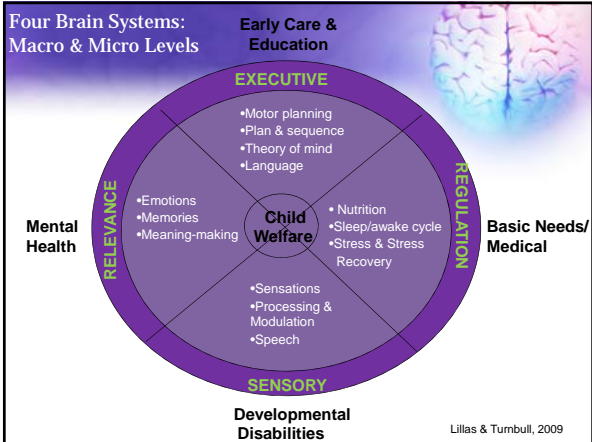 Four Brain Systems:
Macro & Micro Levels
Early Care &
Education
EXECUTIVE
•Motor planning
•Plan & sequence
•Theory of mind
•Language
RELEVANCE
•Emotions
•Memories
•Meaning-making
Mental
Health
Child
Welfare
• Nutrition
•Sleep/awake cycle
•Stress & Stress
Recovery
REGULATION
Basic Needs/
Medical
•Sensations
•Processing &
Modulation
•Speech
SENSORY
Developmental
Disabilities
Lillas & Turnbull, 2009